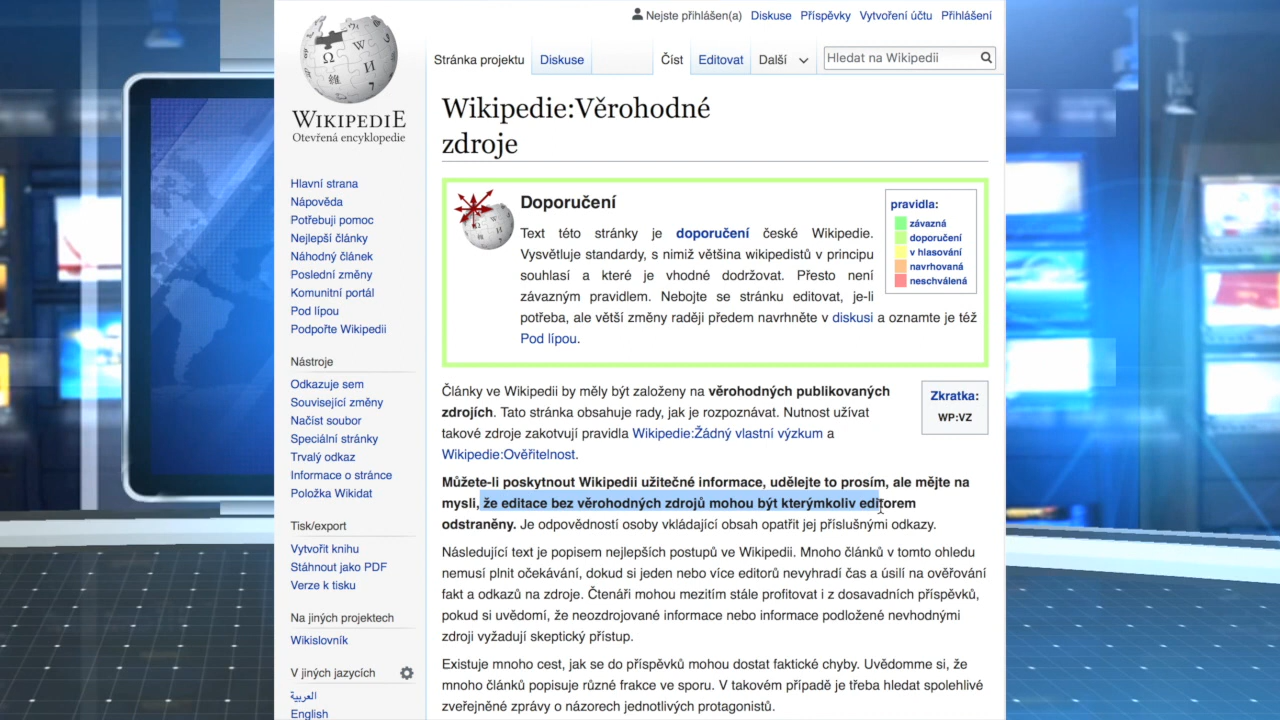 Nejste přihlášen(a) Diskuse Příspěvky Vytvoření účtu Přihlášení
Stránka projektu Diskuse Číst Editovat Další Hledat na Wikipedii
WIKIPEDIE
Otevřená encyklopedie
Hlavní strana
Nápověda
Potřebuji pomoc
Nejlepší články
Náhodný článek
Poslední změny
Komunitní portál
Pod lípou
Podpořte Wikipedii
Nástroje
Odkazuje sem
Související změny
Načíst soubor
Speciální stránky
Trvalý odkaz
Informace o stránce
Položka Wikidat
Tisk/export
Vytvořit knihu
Stáhnout jako PDF
Verze k tisku
Na jiných projektech
Wikislovník
V jiných jazycích
العربية
English
Wikipedie:Věrohodné
zdroje
Doporučení
Text této stránky je doporučení české Wikipedie.
Vysvětluje standardy, s nimiž většina wikipedistů v principu
souhlasí a které je vhodné dodržovat. Přesto není
závazným pravidlem. Nebojte se stránku editovat, je-li
potřeba, ale větší změny raději předem navrhněte v diskusi a oznamte je též
Pod lípou.
pravidla:
závazná
doporučení
v hlasování
navrhovaná
neschválená
Články ve Wikipedii by měly být založeny na věrohodných publikovaných
zdrojích. Tato stránka obsahuje rady, jak je rozpoznávat. Nutnost užívat
takové zdroje zakotvují pravidla Wikipedie:Žádný vlastní výzkum a
Wikipedie:Ověřitelnost.
Zkratka:
WP:VZ
Můžete-li poskytnout Wikipedii užitečné informace, udělejte to prosím, ale mějte na
mysli, že editace bez věrohodných zdrojů mohou být kterýmkoliv editorem
odstraněny. Je odpovědností osoby vkládající obsah opatřit jej příslušnými odkazy.
Následující text je popisem nejlepších postupů ve Wikipedii. Mnoho článků v tomto ohledu
nemusí plnit očekávání, dokud si jeden nebo více editorů nevyhradí čas a úsilí na ověřování
fakt a odkazů na zdroje. Čtenáři mohou mezitím stále profitovat i z dosavadních příspěvků,
pokud si uvědomí, že neozdrojované informace nebo informace podložené nevhodnými
zdroji vyžadují skeptický přístup.
Existuje mnoho cest, jak se do příspěvků mohou dostat faktické chyby. Uvědomme si, že
mnoho článků popisuje různé frakce ve sporu. V takovém případě je třeba hledat spolehlivé
zveřejněné zprávy o názorech jednotlivých protagonistů.